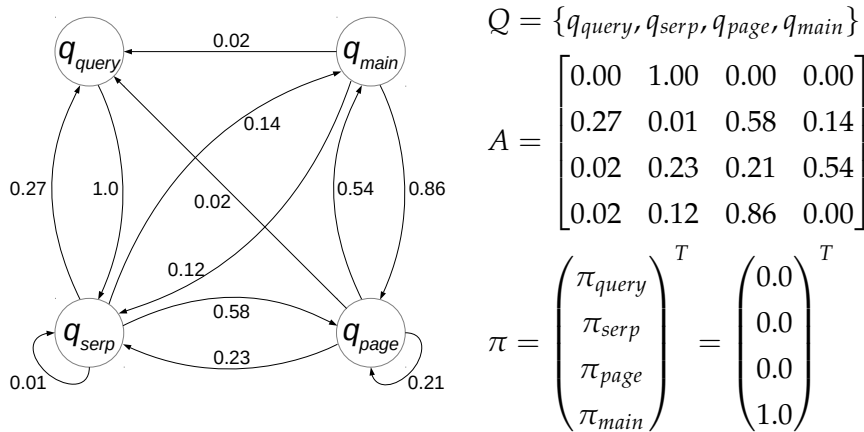 q_query
0.02
q_main
0.14
0.27
1.0
0.02
0.54
0.86
0.12
0.58
q_serp
q_page
0.23
0.01
0.21
Q = {q_query, q_serp, q_page, q_main}
A = [0.00 1.00 0.00 0.00
0.27 0.01 0.58 0.14
0.02 0.23 0.21 0.54
0.02 0.12 0.86 0.00]
π = (π_query
π_serp
π_page
π_main)^T = (0.0
0.0
0.0
1.0)^T